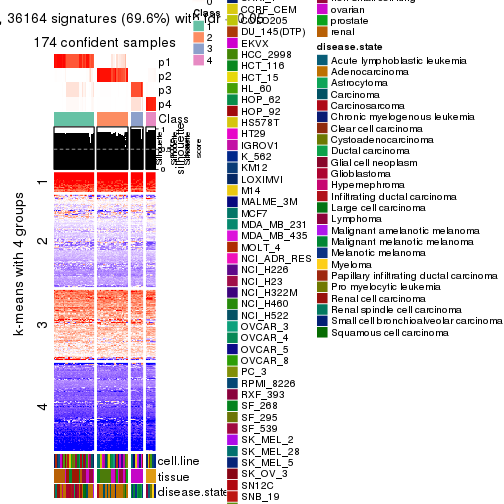 , 36164 signatures (69.6%) with fdr < 0.05
174 confident samples
p1
p2
p3
p4
Class
1
0.5
0
Silhouette
score
k-means with 4 groups
1
2
3
4
cell.line
tissue
disease.state
0
Class
1
2
3
4
CCRF_CEM
COLO205
DU_145(DTP)
EKVX
HCC_2998
HCT_116
HCT_15
HL_60
HOP_62
HOP_92
HS578T
HT29
IGROV1
K_562
KM12
LOXIMVI
M14
MALME_3M
MCF7
MDA_MB_231
MDA_MB_435
MOLT_4
NCI_ADR_RES
NCI_H226
NCI_H23
NCI_H322M
NCI_H460
NCI_H522
OVCAR_3
OVCAR_4
OVCAR_5
OVCAR_8
PC_3
RPMI_8226
RXF_393
SF_268
SF_295
SF_539
SK_MEL_2
SK_MEL_28
SK_MEL_5
SK_OV_3
SN12C
SNB_19
ovarian
prostate
renal
disease.state
Acute lymphoblastic leukemia
Adenocarcinoma
Astrocytoma
Carcinoma
Carcinosarcoma
Chronic myelogenous leukemia
Clear cell carcinoma
Cystoadenocarcinoma
Ductal carcinoma
Glial cell neoplasm
Glioblastoma
Hypernephroma
Infiltrating ductal carcinoma
Large cell carcinoma
Lymphoma
Malignant amelanotic melanoma
Malignant melanotic melanoma
Melanotic melanoma
Myeloma
Papillary infiltrating ductal carcinoma
Pro myelocytic leukemia
Renal cell carcinoma
Renal spindle cell carcinoma
Small cell bronchioalveolar carcinoma
Squamous cell carcinoma